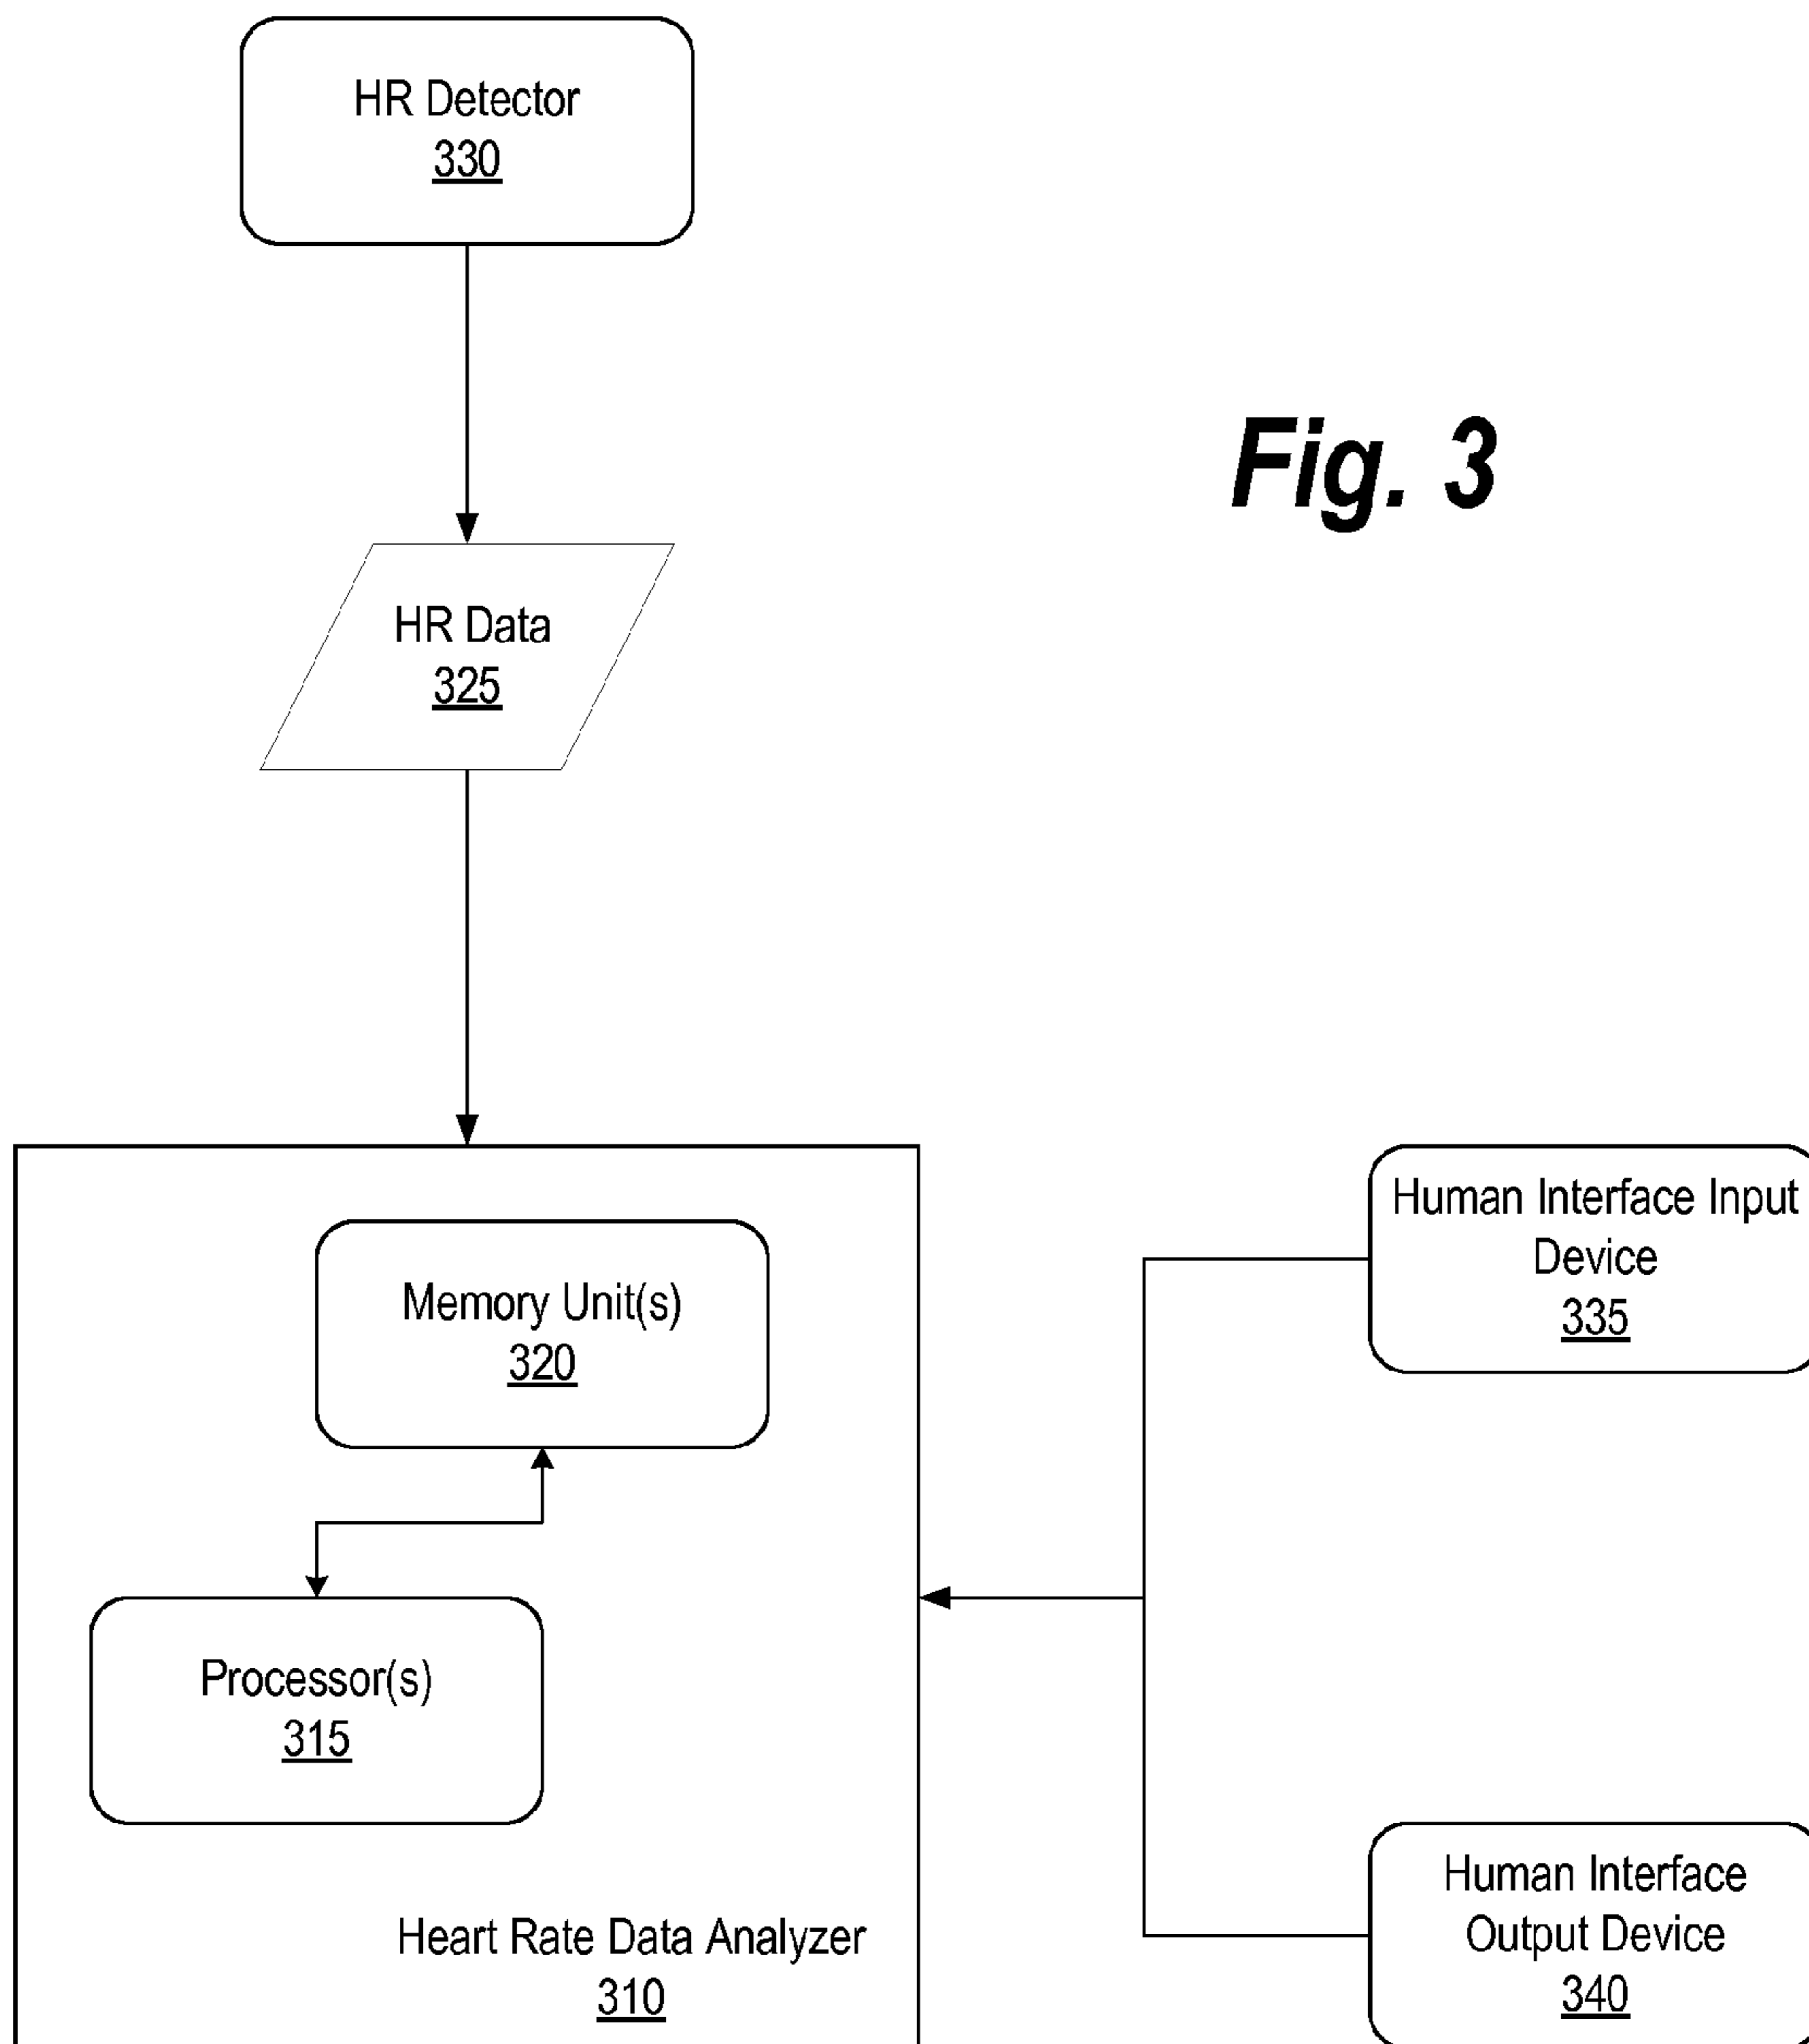 HR Detector
330
Fig. 3
HR Data
325
Memory Unit(s)
320
Processor(s)
315
Heart Rate Data Analyzer
310
Human Interface Input
Device
335
Human Interface
Output Device
340